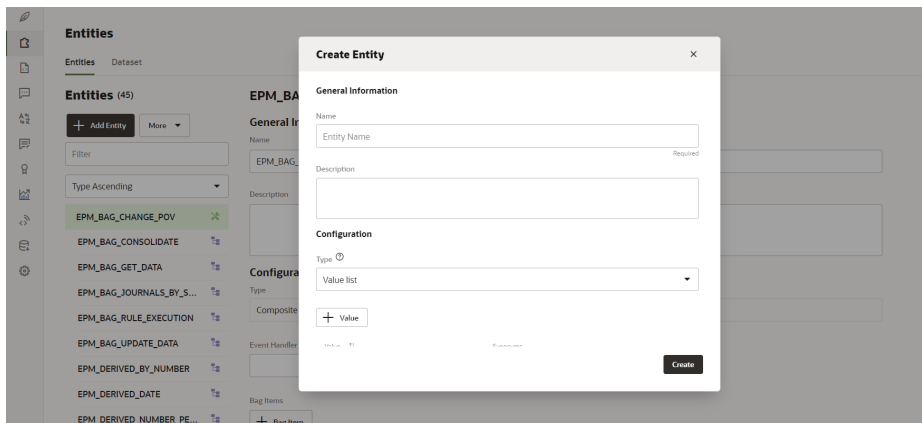 Entities
Entities Dataset
Entities (45)
+ Add Entity More
Filter
Type Ascending
EPM_BAG_CHANGE_POV
EPM_BAG_CONSOLIDATE
EPM_BAG_GET_DATA
EPM_BAG_JOURNALS_BY_S...
EPM_BAG_RULE_EXECUTION
EPM_BAG_UPDATE_DATA
EPM_DERIVED_BY_NUMBER
EPM_DERIVED_DATE
EPM_DERIVED_NUMBER_PE...
EPM_BA
General In
Name
EPM_BAG_
Description
Configura
Type
Composite
Event Handler
Bag Items
+ Bag Item
Create Entity
General Information
Name
Entity Name
Required
Description
Configuration
Type
Value list
+ Value
Create